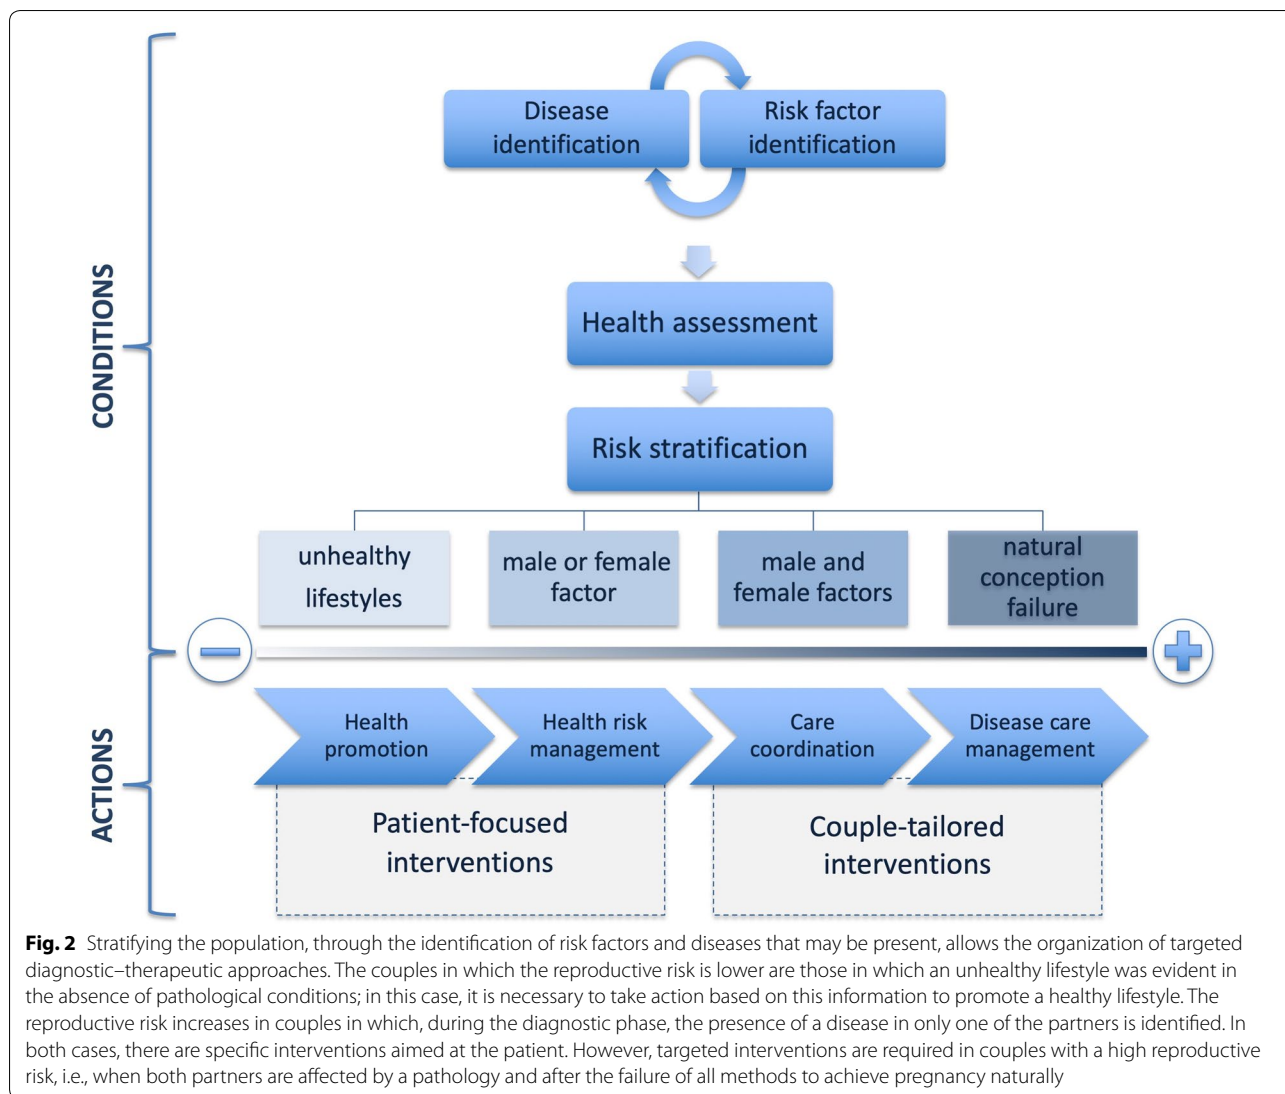 CONDITIONS
Disease
identification
Risk factor
identification
Health assessment
Risk stratification
unhealthy
lifestyles
male or female
factor
male and
female factors
natural
conception
failure
ACTIONS
Health
promotion
Health risk
management
Care
coordination
Disease care
management
Patient-focused
interventions
Couple-tailored
interventions
Fig. 2 Stratifying the population, through the identification of risk factors and diseases that may be present, allows the organization of targeted
diagnostic–therapeutic approaches. The couples in which the reproductive risk is lower are those in which an unhealthy lifestyle was evident in
the absence of pathological conditions; in this case, it is necessary to take action based on this information to promote a healthy lifestyle. The
reproductive risk increases in couples in which, during the diagnostic phase, the presence of a disease in only one of the partners is identified. In
both cases, there are specific interventions aimed at the patient. However, targeted interventions are required in couples with a high reproductive
risk, i.e., when both partners are affected by a pathology and after the failure of all methods to achieve pregnancy naturally